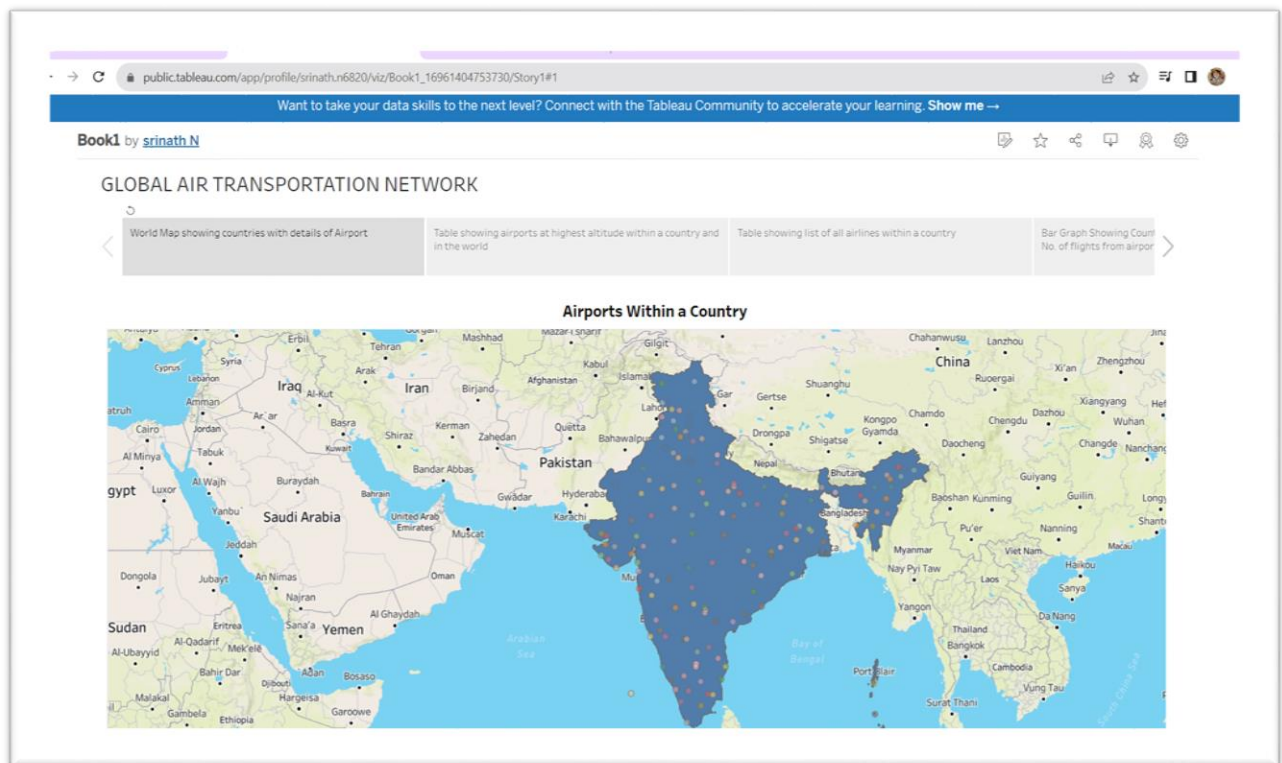 public.tableau.com/app/profile/srinath.n6820/viz/Book1_16961404753730/Story1#1
Want to take your data skills to the next level? Connect with the Tableau Community to accelerate your learning. Show me →
Book1 by srinath N
GLOBAL AIR TRANSPORTATION NETWORK
World Map showing countries with details of Airport
Table showing airports at highest altitude within a country and
in the world
Table showing list of all airlines within a country
Bar Graph Showing
No. of flights from
Airports Within a Country
Erbil
Tehran
Mashhad
Gilgit
Chahanwusu
Lanzhou
Cyprus
Syria
Lebanon
Arak
Kabul
Afghanistan
China
Xi'an
Zhengzhou
Iraq
Al-Kut
Iran
Birjand
Shuanghu
Ruoergai
Amman
Gar
Gertse
Xiangyang
Cairo
Jordan
Ar'ar
Basra
Kerman
Quetta
Kongpo
Gyamda
Chamdo
Chengdu
Dazhou
Wuhan
Al Minya
Tabuk
Kuwait
Shiraz
Zahedan
Drongpa
Shigatse
Daocheng
Changde
Bandar Abbas
Pakistan
Nepal
Bhutan
Luxor
Al Wajh
Buraydah
Bahrain
Gwadar
Guiyang
Yanbu
Saudi Arabia
United Arab
Emirates
Muscat
Karachi
Bangladesh
Baoshan
Kunming
Guilin
Jeddah
Pu'er
Nanning
Dongola
Jubayt
An Nimas
Oman
Myanmar
Viet Nam
Macau
Najran
Nay Pyi Taw
Laos
Haikou
Sanya
Sudan
Eritrea
Sana'a
Yemen
Al Ghaydah
Arabian
Sea
Bay of
Bengal
Yangon
Da Nang
Al-Ubayyid
Al-Qadarif
Mek'elē
Thailand
Bangkok
Bahir Dar
Djibouti
Adan
Bosaso
Port Blair
Cambodia
Malakal
Hargeisa
Vung Tau
South China Sea
Gambela
Ethiopia
Garoowe
Surat Thani